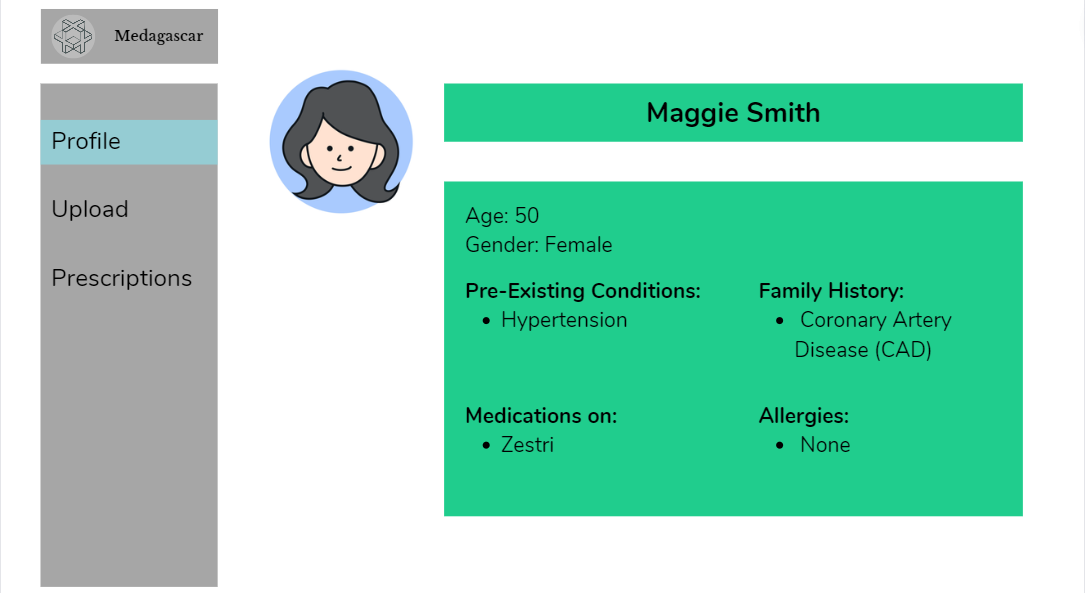 Medagascar
Profile
Upload
Prescriptions
Maggie Smith
Age: 50
Gender: Female
Pre-Existing Conditions:
• Hypertension
Family History:
• Coronary Artery
Disease (CAD)
Medications on:
• Zestri
Allergies:
• None